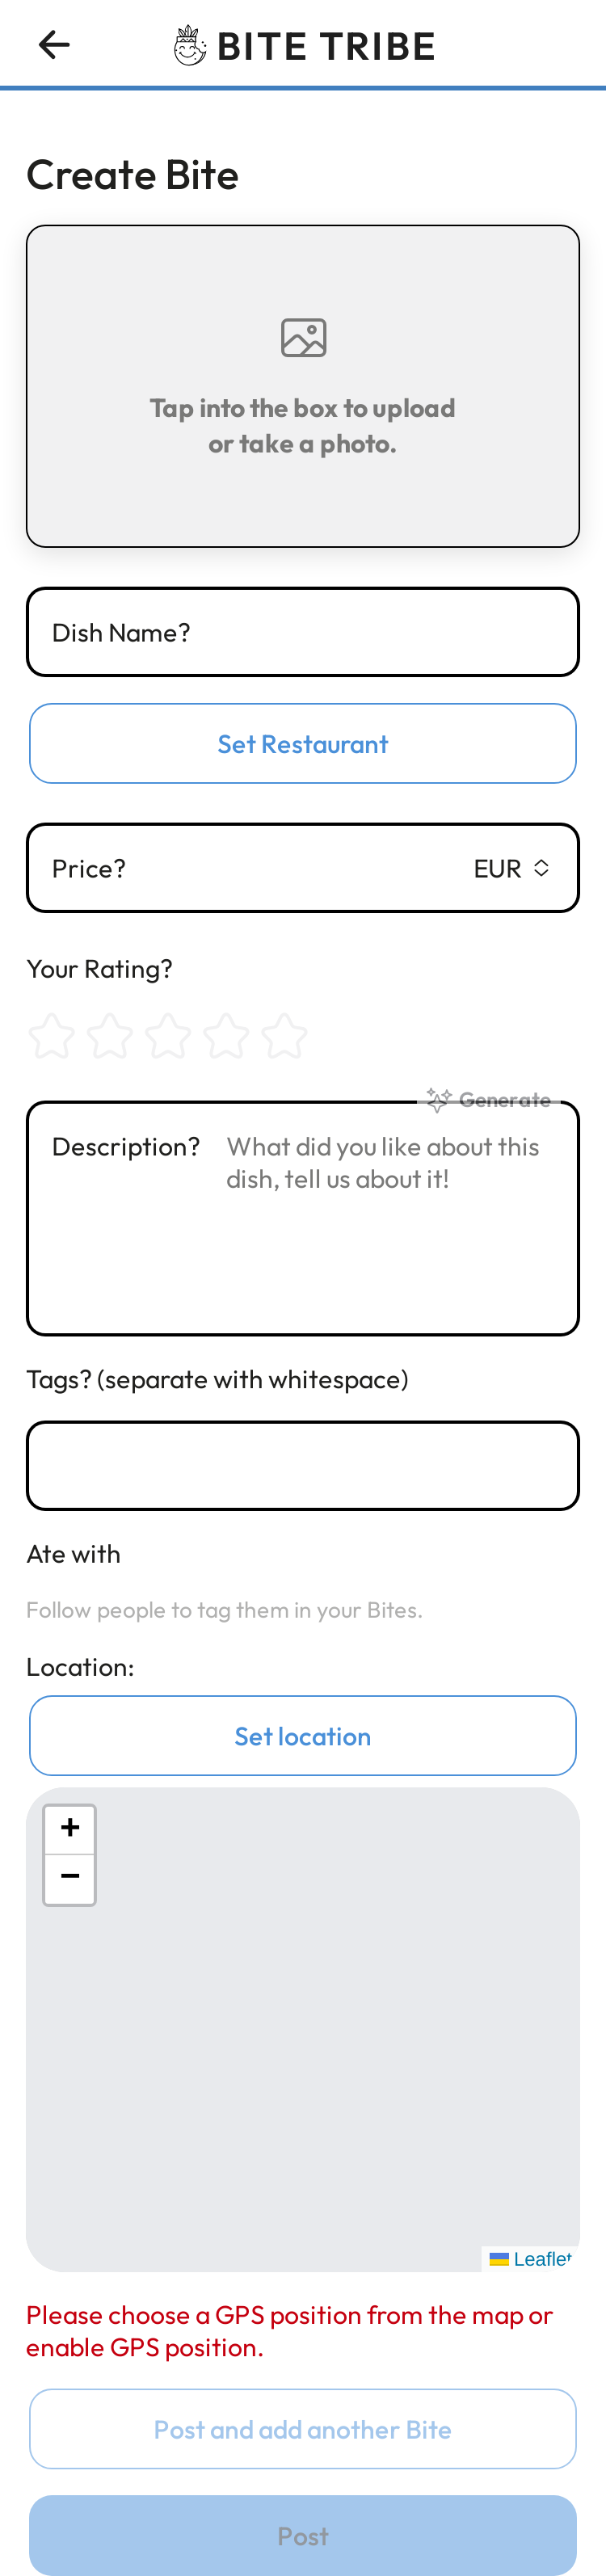 BITE TRIBE
Create Bite
Tap into the box to upload
or take a photo.
Dish Name?
Set Restaurant
Price?
EUR
Your Rating?
Generate
Description?
What did you like about this
dish, tell us about it!
Tags? (separate with whitespace)
Ate with
Follow people to tag them in your Bites.
Location:
Set location
+
−
Leaflet
Please choose a GPS position from the map or
enable GPS position.
Post and add another Bite
Post